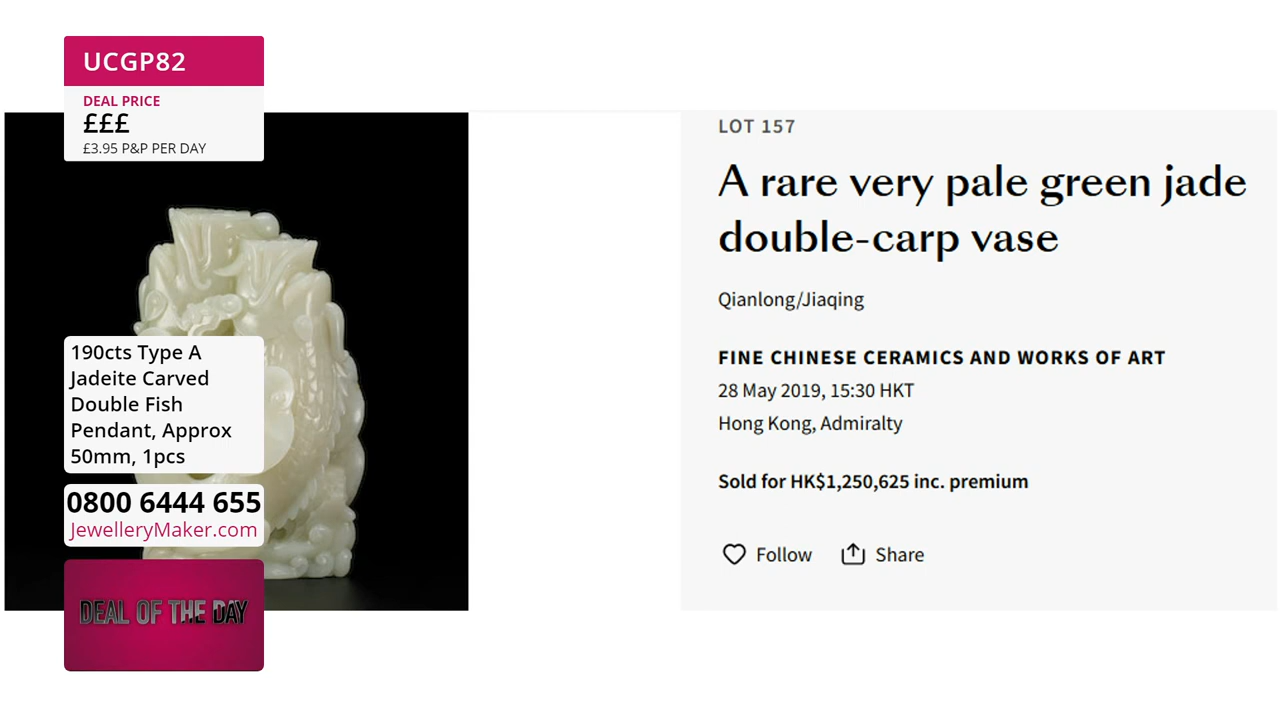 UCGP82
DEAL PRICE
£££
£3.95 P&P PER DAY
190cts Type A
Jadeite Carved
Double Fish
Pendant, Approx
50mm, 1pcs
0800 6444 655
JewelleryMaker.com
DEAL OF THE DAY
LOT 157
A rare very pale green jade
double-carp vase
Qianlong/Jiaqing
FINE CHINESE CERAMICS AND WORKS OF ART
28 May 2019, 15:30 HKT
Hong Kong, Admiralty
Sold for HK$1,250,625 inc. premium
Follow
Share